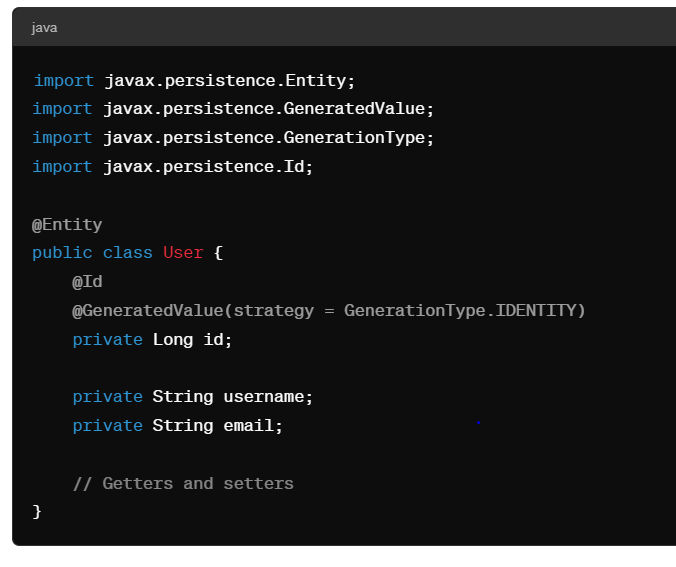 java
import javax.persistence.Entity;
import javax.persistence.GeneratedValue;
import javax.persistence.GenerationType;
import javax.persistence.Id;
@Entity
public class User {
    @Id
    @GeneratedValue(strategy = GenerationType.IDENTITY)
    private Long id;
    private String username;
    private String email;
    // Getters and setters
}